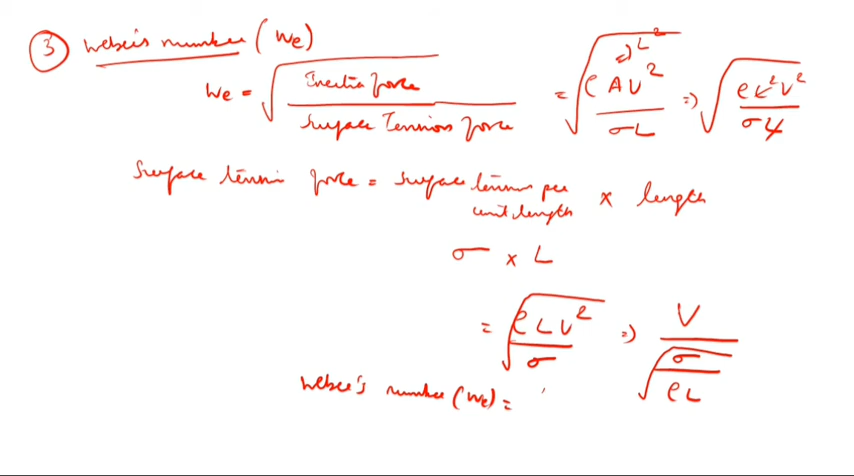 ③ Weber's number (We)
We = √(Inertia force / Surface Tension force) = √(ρAV² / σL) ⇒ √(ρL²V² / σL)
⇒ L²
Surface tension force = Surface tension per unit length × length
σ × L
= √(ρLV² / σ) ⇒ V / √(σ / ρL)
Weber's number (We) =